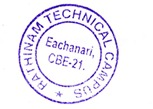 RATHINAM TECHNICAL CAMPUS
Eachanari,
CBE-21.